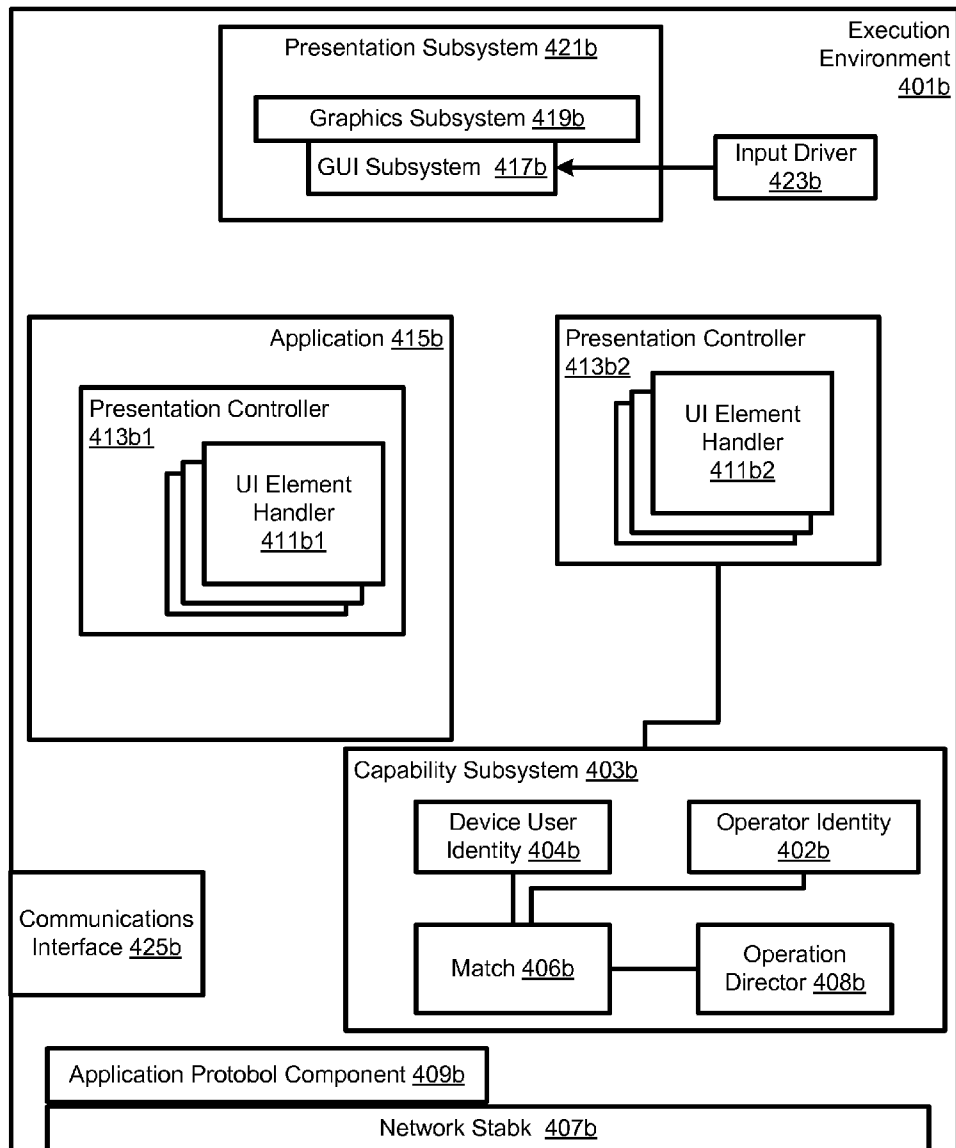 Execution
Environment
401b
Presentation Subsystem 421b
Graphics Subsystem 419b
GUI Subsystem 417b
Input Driver
423b
Application 415b
Presentation Controller
413b1
UI Element
Handler
411b1
Presentation Controller
413b2
UI Element
Handler
411b2
Capability Subsystem 403b
Device User
Identity 404b
Operator Identity
402b
Match 406b
Operation
Director 408b
Communications
Interface 425b
Application Protobol Component 409b
Network Stabk 407b